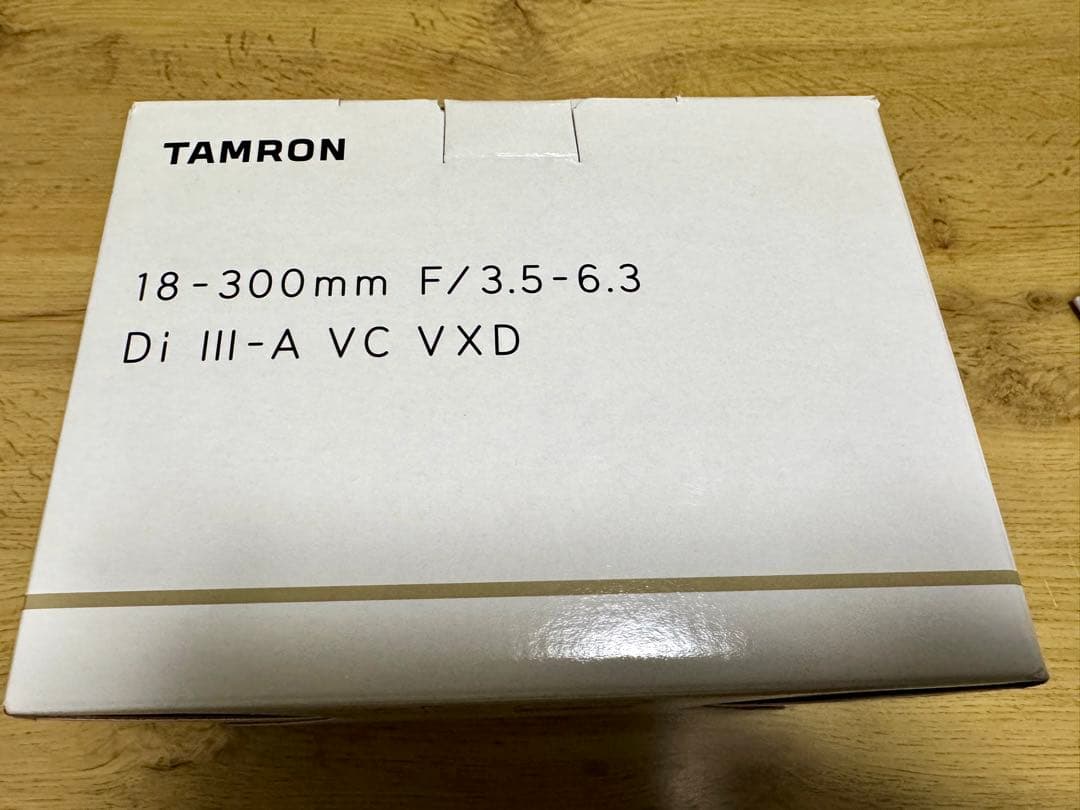 TAMRON
18-300mm F/3.5-6.3
Di III-A VC VXD